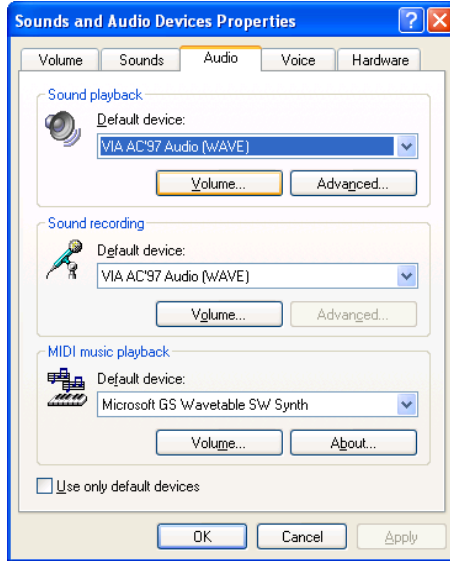 Sounds and Audio Devices Properties
Volume Sounds Audio Voice Hardware
Sound playback
Default device:
VIA AC'97 Audio (WAVE)
Volume... Advanced...
Sound recording
Default device:
VIA AC'97 Audio (WAVE)
Volume... Advanced...
MIDI music playback
Default device:
Microsoft GS Wavetable SW Synth
Volume... About...
Use only default devices
OK Cancel Apply